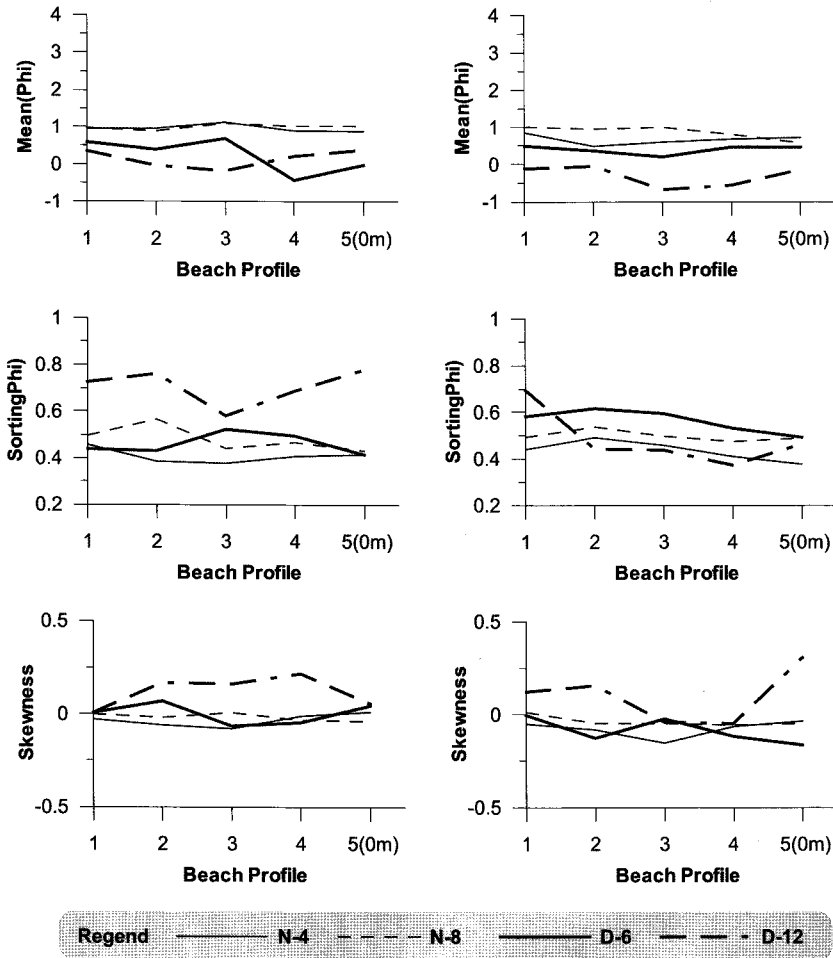 Mean(Phi)
4
3
2
1
0
-1
1 2 3 4 5(0m)
Beach Profile
Mean(Phi)
4
3
2
1
0
-1
1 2 3 4 5(0m)
Beach Profile
SortingPhi)
1
0.8
0.6
0.4
0.2
1 2 3 4 5(0m)
Beach Profile
SortingPhi)
1
0.8
0.6
0.4
0.2
1 2 3 4 5(0m)
Beach Profile
Skewness
0.5
0
-0.5
1 2 3 4 5(0m)
Beach Profile
Skewness
0.5
0
-0.5
1 2 3 4 5(0m)
Beach Profile
Regend N-4 N-8 D-6 D-12